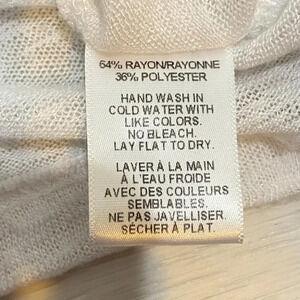 64% RAYON/RAYONNE
36% POLYESTER
HAND WASH IN
COLD WATER WITH
LIKE COLORS.
NO BLEACH.
LAY FLAT TO DRY.
LAVER À LA MAIN
À L'EAU FROIDE
AVEC DES COULEURS
SEMBLABLES.
NE PAS JAVELLISER.
SÉCHER À PLAT.